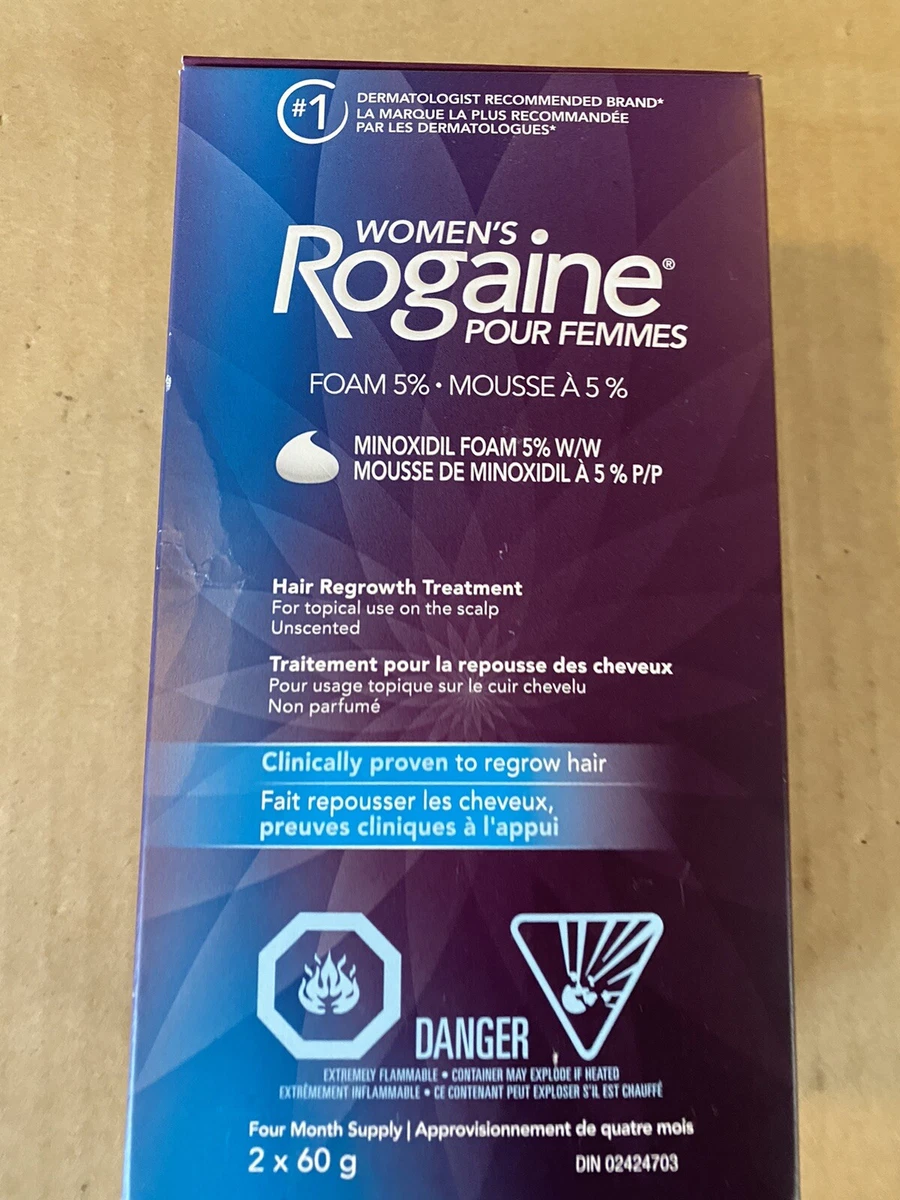 #1
DERMATOLOGIST RECOMMENDED BRAND*
LA MARQUE LA PLUS RECOMMANDÉE
PAR LES DERMATOLOGUES*
WOMEN'S
Rogaine®
POUR FEMMES
FOAM 5% • MOUSSE À 5 %
MINOXIDIL FOAM 5% W/W
MOUSSE DE MINOXIDIL À 5 % P/P
Hair Regrowth Treatment
For topical use on the scalp
Unscented
Traitement pour la repousse des cheveux
Pour usage topique sur le cuir chevelu
Non parfumé
Clinically proven to regrow hair
Fait repousser les cheveux,
preuves cliniques à l'appui
DANGER
EXTREMELY FLAMMABLE • CONTAINER MAY EXPLODE IF HEATED
EXTRÊMEMENT INFLAMMABLE • CE CONTENANT PEUT EXPLOSER S'IL EST CHAUFFÉ
Four Month Supply | Approvisionnement de quatre mois
2 x 60 g
DIN 02424703